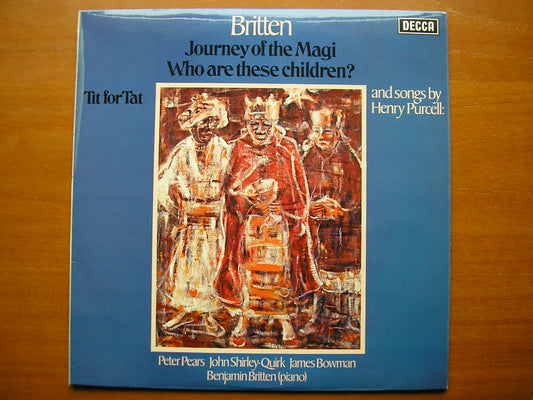 Britten
DECCA
Journey of the Magi
Who are these children?
Tit for Tat
and songs by
Henry Purcell:
Peter Pears John Shirley-Quirk James Bowman
Benjamin Britten (piano)